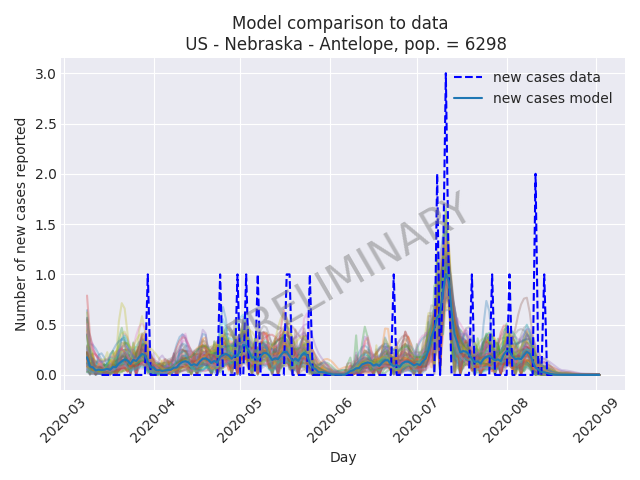 Model comparison to data
US - Nebraska - Antelope, pop. = 6298
Number of new cases reported
3.0
2.5
2.0
1.5
1.0
0.5
0.0
new cases data
new cases model
PRELIMINARY
2020-03
2020-04
2020-05
2020-06
2020-07
2020-08
2020-09
Day